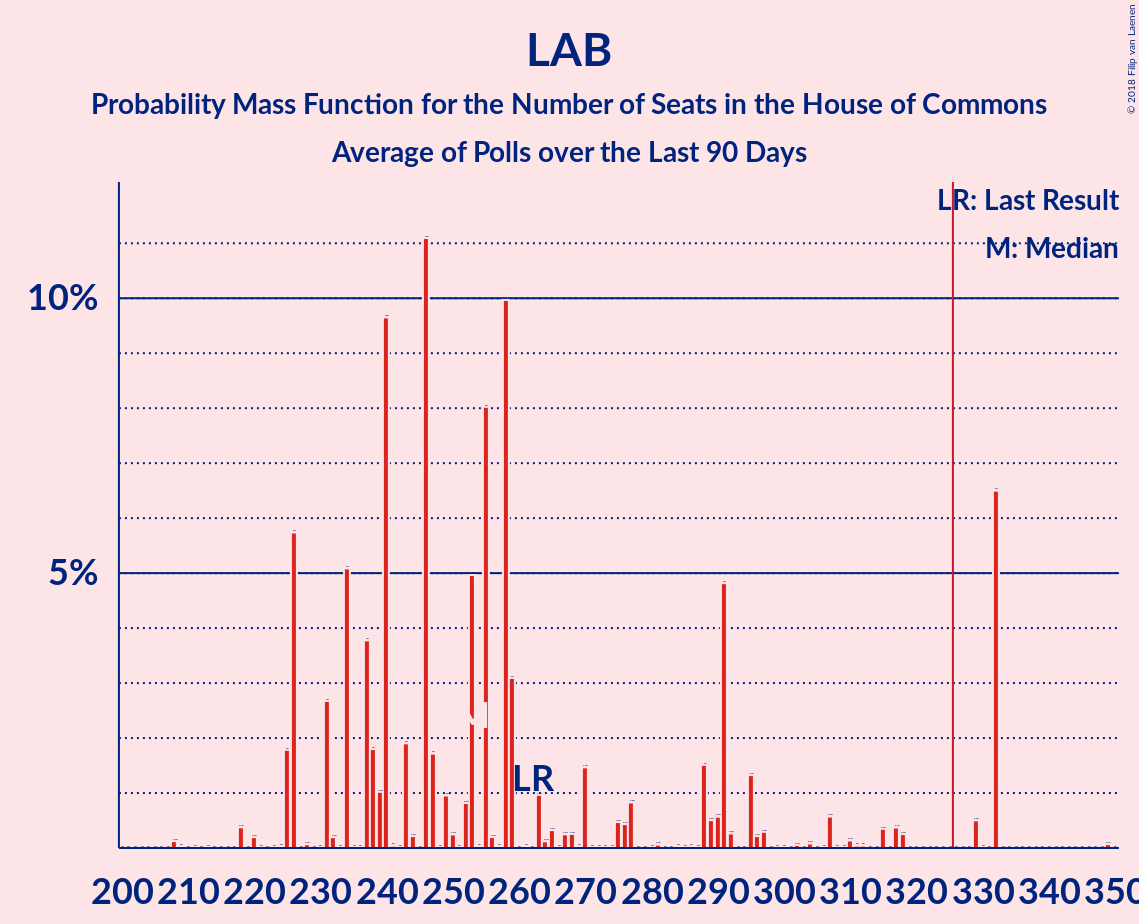 LAB
Probability Mass Function for the Number of Seats in the House of Commons
Average of Polls over the Last 90 Days
© 2018 Filip van Laenen
LR: Last Result
M: Median
10%
5%
LR
200 210 220 230 240 250 260 270 280 290 300 310 320 330 340 350